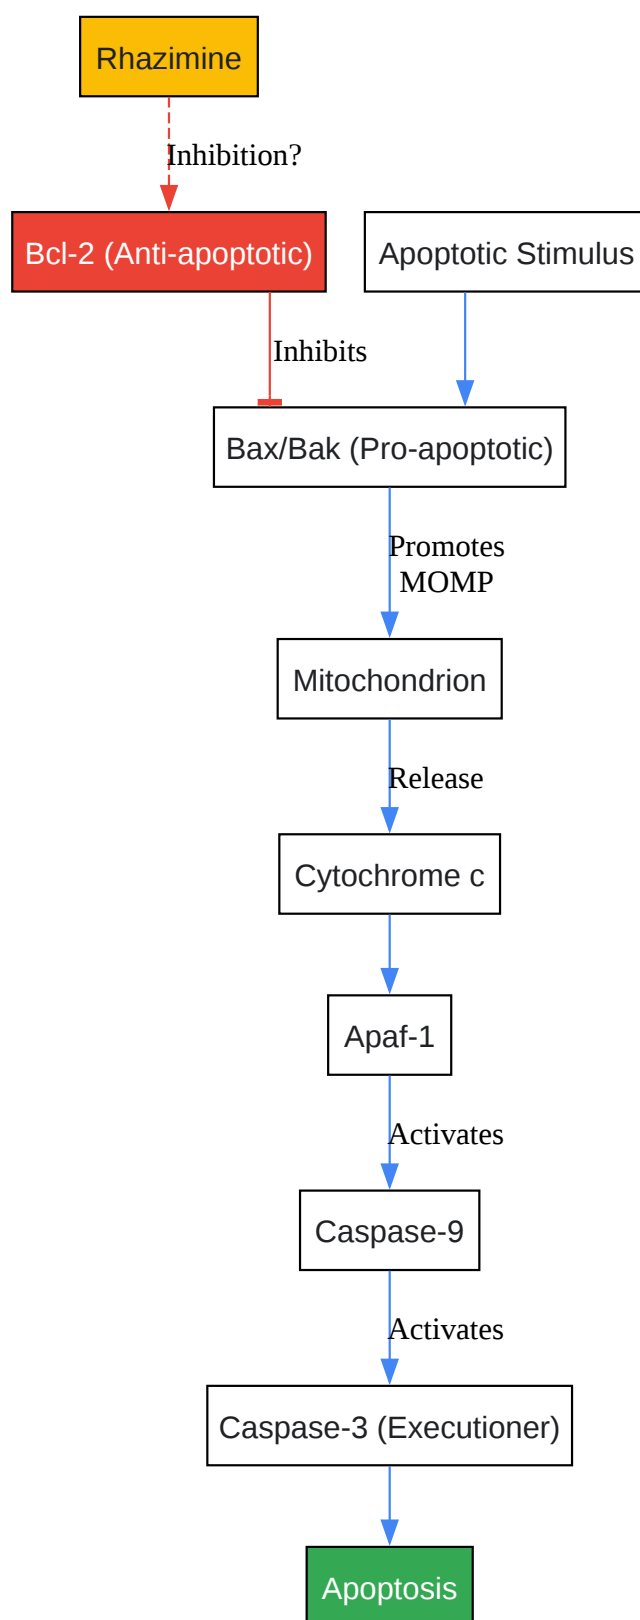 Rhazimine
Inhibition?
Bcl-2 (Anti-apoptotic)
Apoptotic Stimulus
Inhibits
Bax/Bak (Pro-apoptotic)
Promotes
MOMP
Mitochondrion
Release
Cytochrome c
Apaf-1
Activates
Caspase-9
Activates
Caspase-3 (Executioner)
Apoptosis